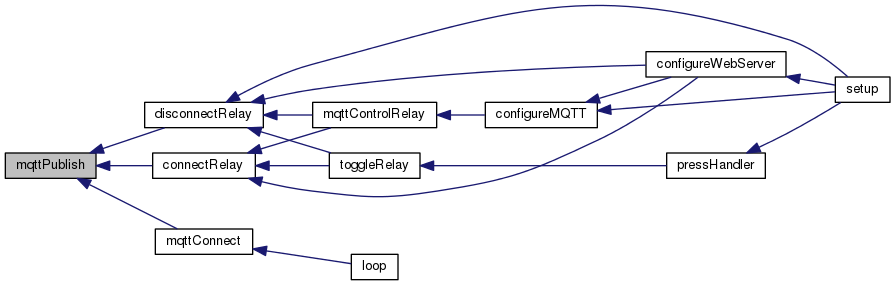 configureWebServer
setup
disconnectRelay
mqttControlRelay
configureMQTT
mqttPublish
connectRelay
toggleRelay
pressHandler
mqttConnect
loop